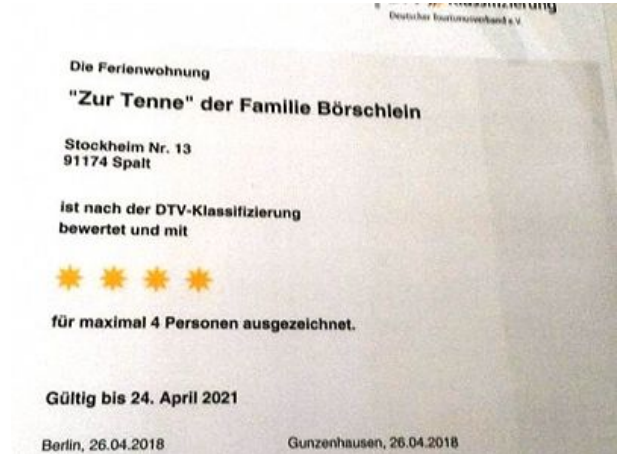 Klassifizierung
Deutscher Tourismusverband e.V.
Die Ferienwohnung
"Zur Tenne" der Familie Börschlein
Stockheim Nr. 13
91174 Spalt
ist nach der DTV-Klassifizierung
bewertet und mit
für maximal 4 Personen ausgezeichnet.
Gültig bis 24. April 2021
Berlin, 26.04.2018 Gunzenhausen, 26.04.2018